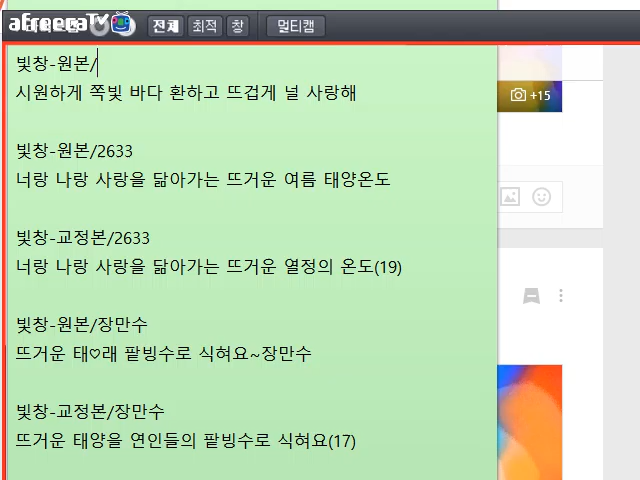 afreecaTV
전체 최적 창 멀티캠
빛창-원본/
시원하게 쪽빛 바다 환하고 뜨겁게 널 사랑해
+15
빛창-원본/2633
너랑 나랑 사랑을 닮아가는 뜨거운 여름 태양온도
빛창-교정본/2633
너랑 나랑 사랑을 닮아가는 뜨거운 열정의 온도(19)
빛창-원본/장만수
뜨거운 태♡래 팥빙수로 식혀요~장만수
빛창-교정본/장만수
뜨거운 태양을 연인들의 팥빙수로 식혀요(17)